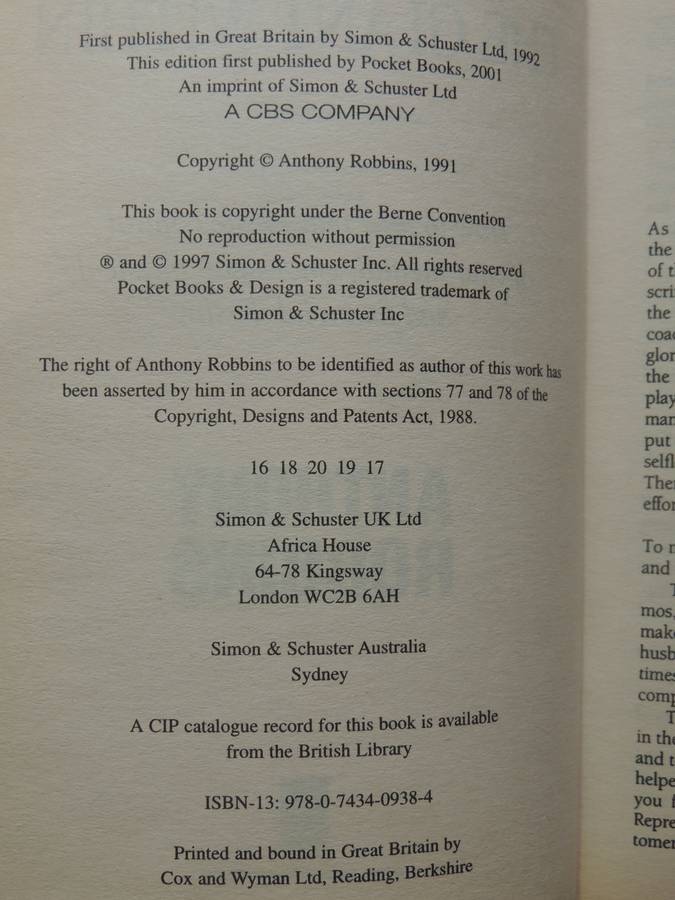 First published in Great Britain by Simon & Schuster Ltd, 1992
This edition first published by Pocket Books, 2001
An imprint of Simon & Schuster Ltd
A CBS COMPANY
Copyright © Anthony Robbins, 1991
This book is copyright under the Berne Convention
No reproduction without permission
® and © 1997 Simon & Schuster Inc. All rights reserved
Pocket Books & Design is a registered trademark of
Simon & Schuster Inc
The right of Anthony Robbins to be identified as author of this work has
been asserted by him in accordance with sections 77 and 78 of the
Copyright, Designs and Patents Act, 1988.
16 18 20 19 17
Simon & Schuster UK Ltd
Africa House
64-78 Kingsway
London WC2B 6AH
Simon & Schuster Australia
Sydney
A CIP catalogue record for this book is available
from the British Library
ISBN-13: 978-0-7434-0938-4
Printed and bound in Great Britain by
Cox and Wyman Ltd, Reading, Berkshire
As
the
of
the
the
man
put
To
and
mos,
in the
and
you